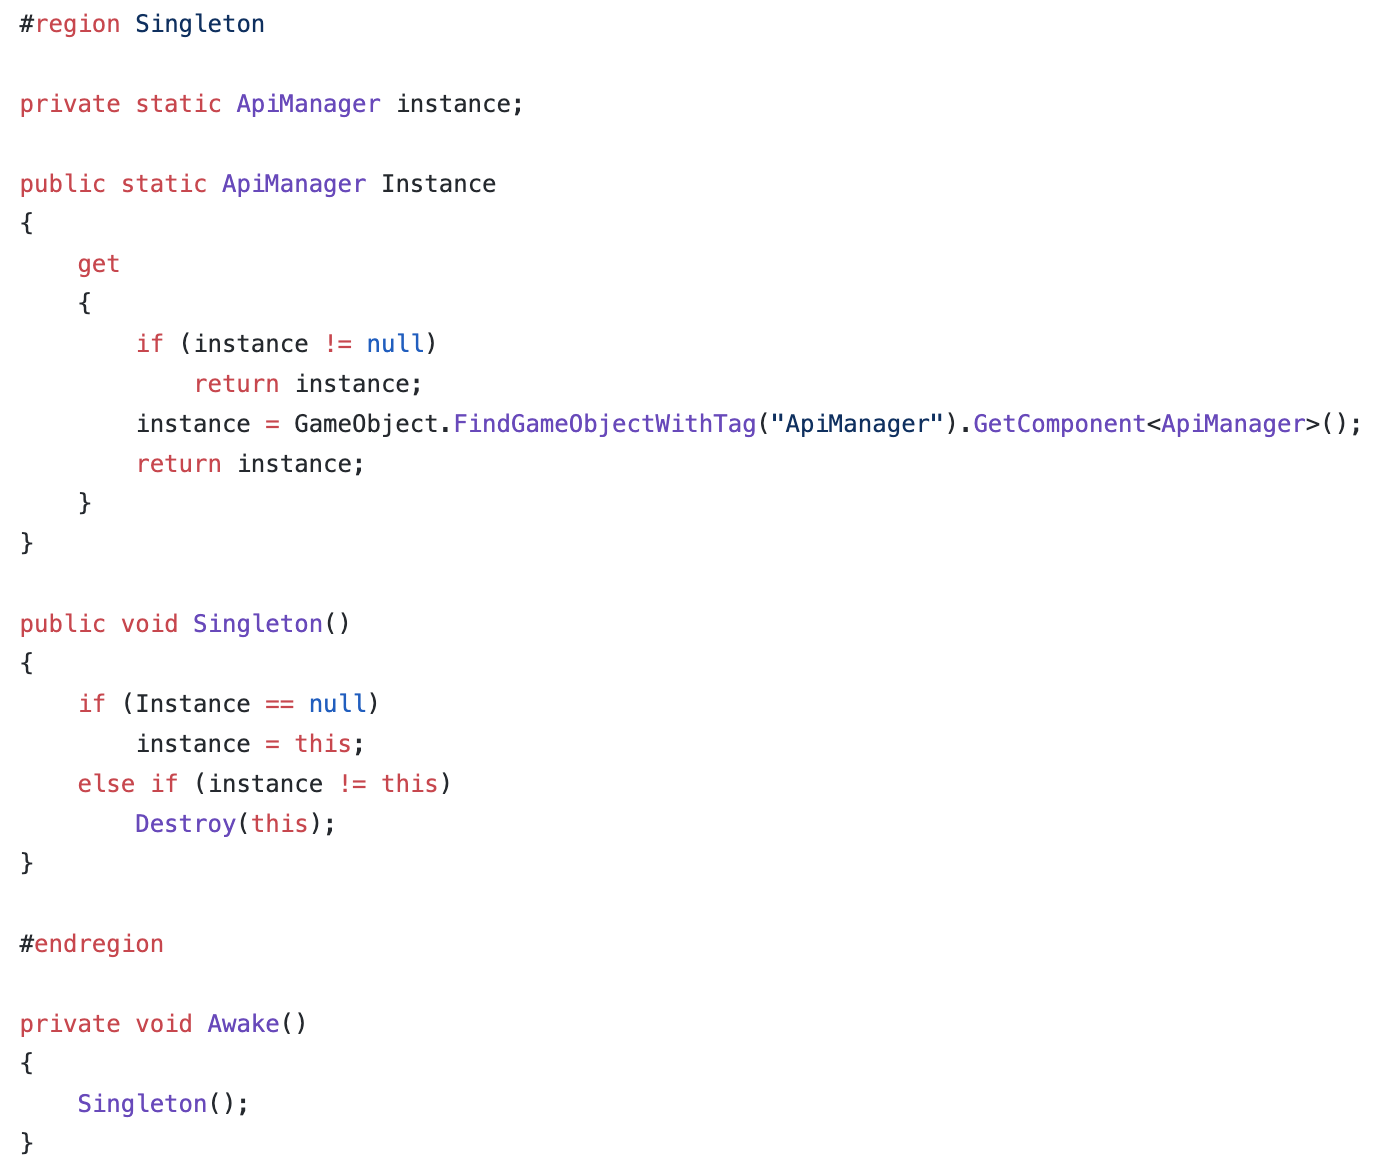 #region Singleton
private static ApiManager instance;
public static ApiManager Instance
{
    get
    {
        if (instance != null)
            return instance;
        instance = GameObject.FindGameObjectWithTag("ApiManager").GetComponent<ApiManager>();
        return instance;
    }
}
public void Singleton()
{
    if (Instance == null)
        instance = this;
    else if (instance != this)
        Destroy(this);
}
#endregion
private void Awake()
{
    Singleton();
}